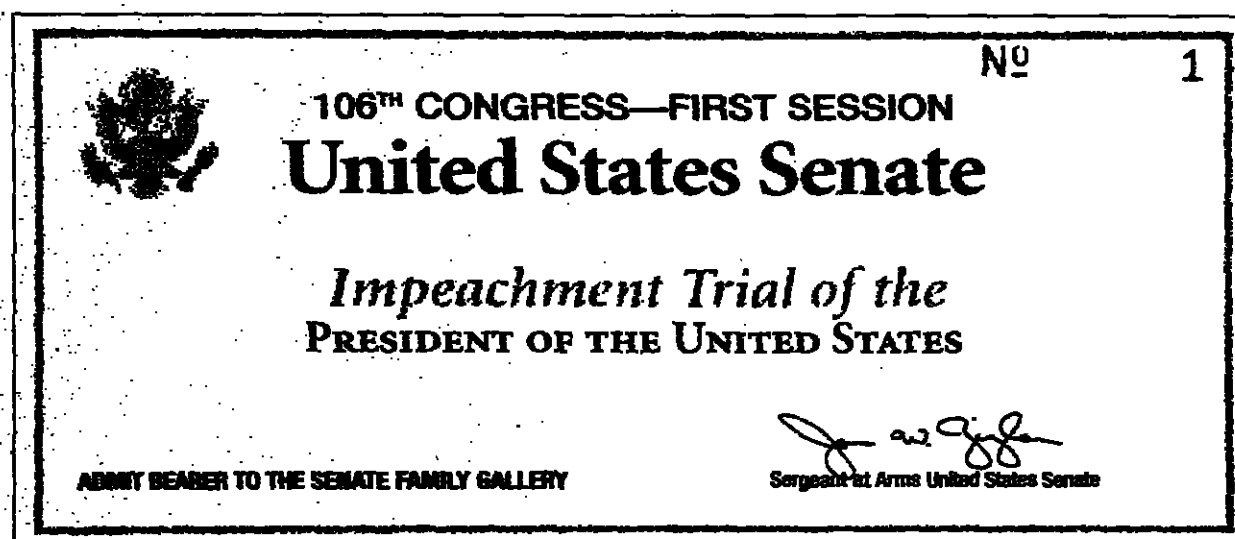 Nº 1
106TH CONGRESS—FIRST SESSION
United States Senate
Impeachment Trial of the
PRESIDENT OF THE UNITED STATES
ADMIT BEARER TO THE SENATE FAMILY GALLERY
Sergeant at Arms United States Senate